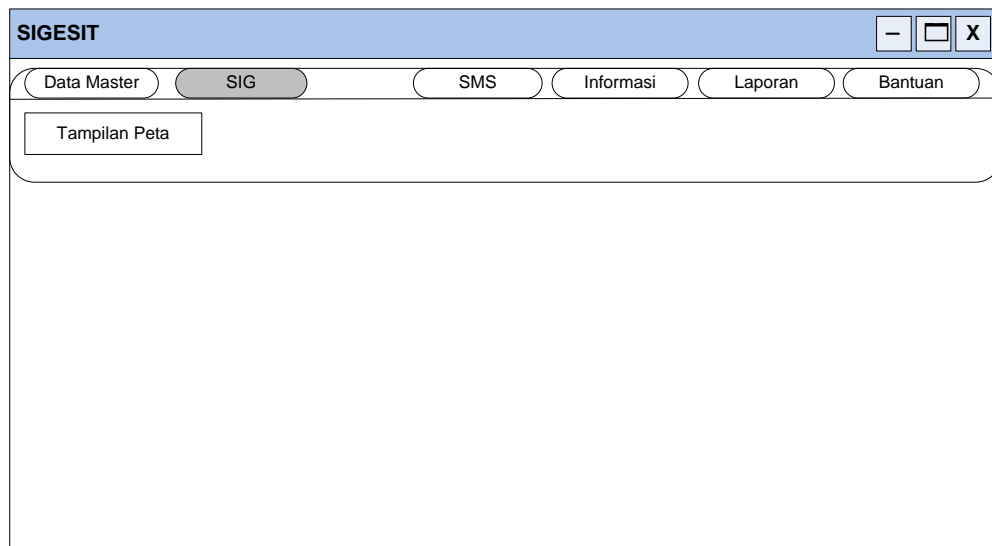 SIGESIT
X
Data Master SIG SMS Informasi Laporan Bantuan
Tampilan Peta